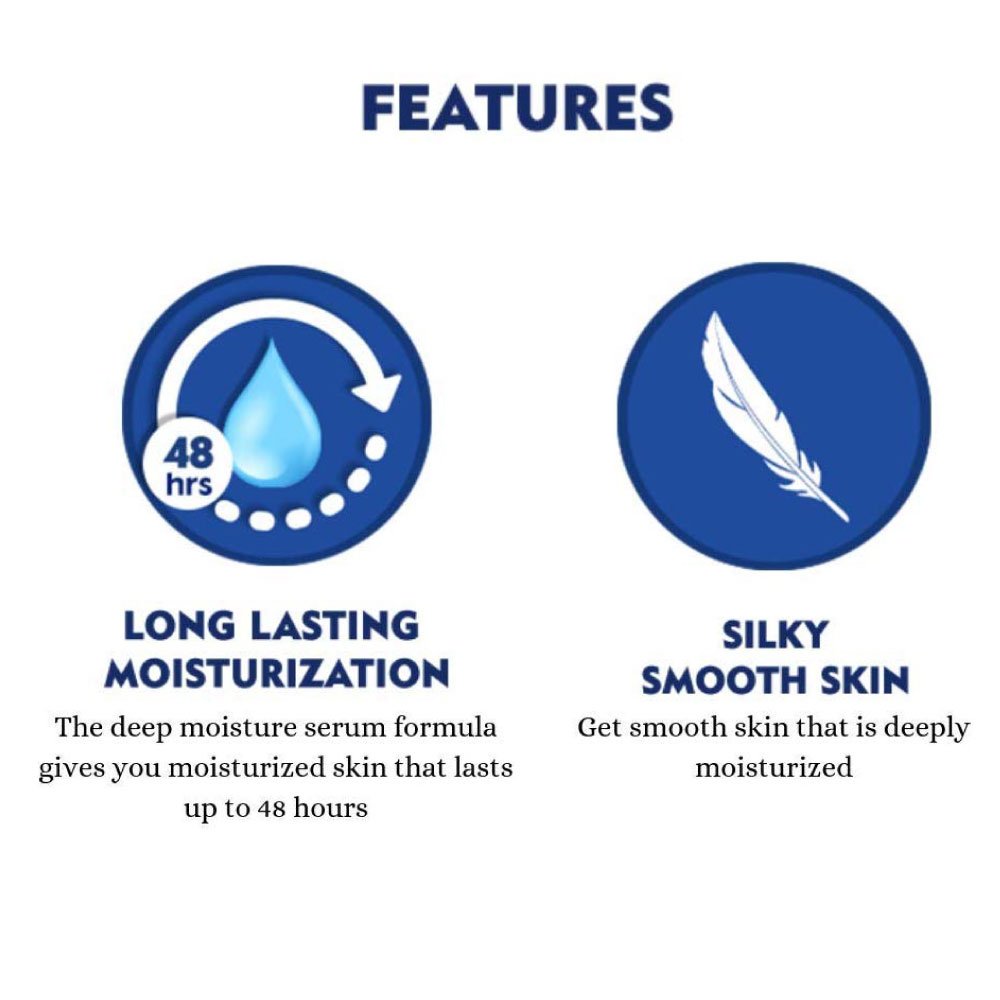 FEATURES
48
hrs
LONG LASTING
MOISTURIZATION
The deep moisture serum formula
gives you moisturized skin that lasts
up to 48 hours
SILKY
SMOOTH SKIN
Get smooth skin that is deeply
moisturized